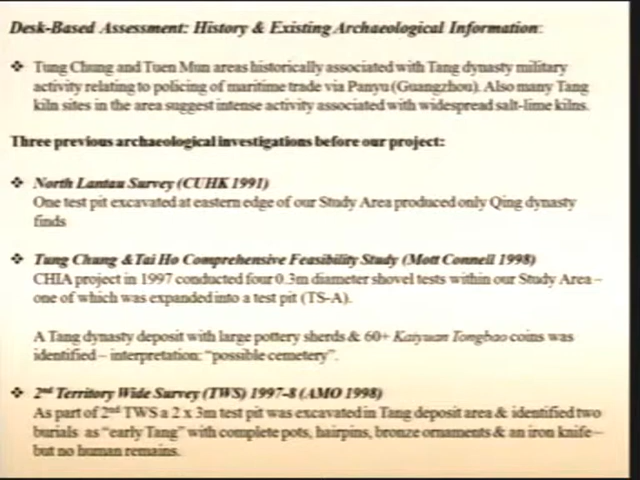 Desk-Based Assessment: History & Existing Archaeological Information:
❖ Tung Chung and Tuen Mun areas historically associated with Tang dynasty military
activity relating to policing of maritime trade via Panyu (Guangzhou). Also many Tang
kiln sites in the area suggest intense activity associated with widespread salt-lime kilns.
Three previous archaeological investigations before our project:
❖ North Lantau Survey (CUHK 1991)
One test pit excavated at eastern edge of our Study Area produced only Qing dynasty
finds
❖ Tung Chung & Tai Ho Comprehensive Feasibility Study (Mott Connell 1998)
CHIA project in 1997 conducted four 0.3m diameter shovel tests within our Study Area –
one of which was expanded into a test pit (TS-A).
A Tang dynasty deposit with large pottery sherds & 60+ Kaiyuan Tongbao coins was
identified – interpretation: "possible cemetery".
❖ 2nd Territory Wide Survey (TWS) 1997-8 (AMO 1998)
As part of 2nd TWS a 2 x 3m test pit was excavated in Tang deposit area & identified two
burials as "early Tang" with complete pots, hairpins, bronze ornaments & an iron knife –
but no human remains.